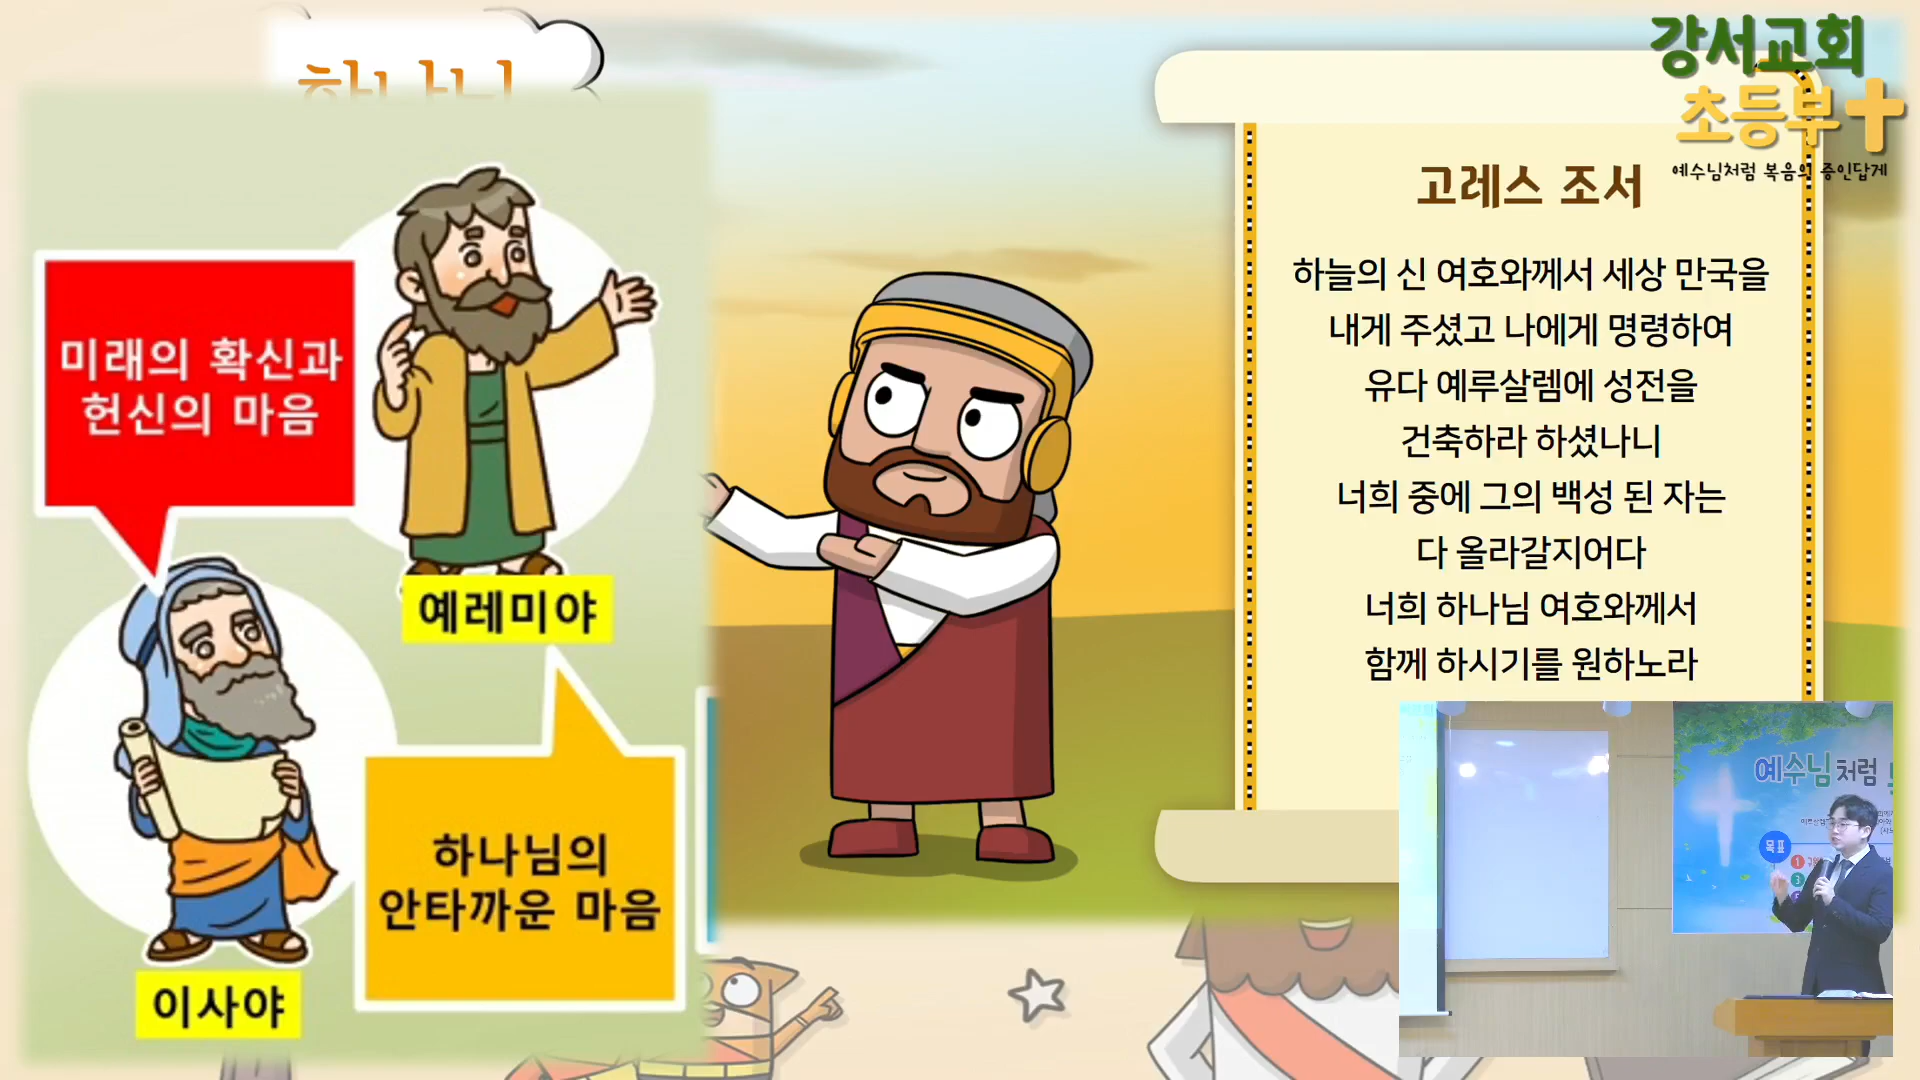 하나님
미래의 확신과
헌신의 마음
예레미야
이사야
하나님의
안타까운 마음
강서교회
초등부
예수님처럼 복음의 증인답게
고레스 조서
하늘의 신 여호와께서 세상 만국을
내게 주셨고 나에게 명령하여
유다 예루살렘에 성전을
건축하라 하셨나니
너희 중에 그의 백성 된 자는
다 올라갈지어다
너희 하나님 여호와께서
함께 하시기를 원하노라
예수님처럼
목표
1
3